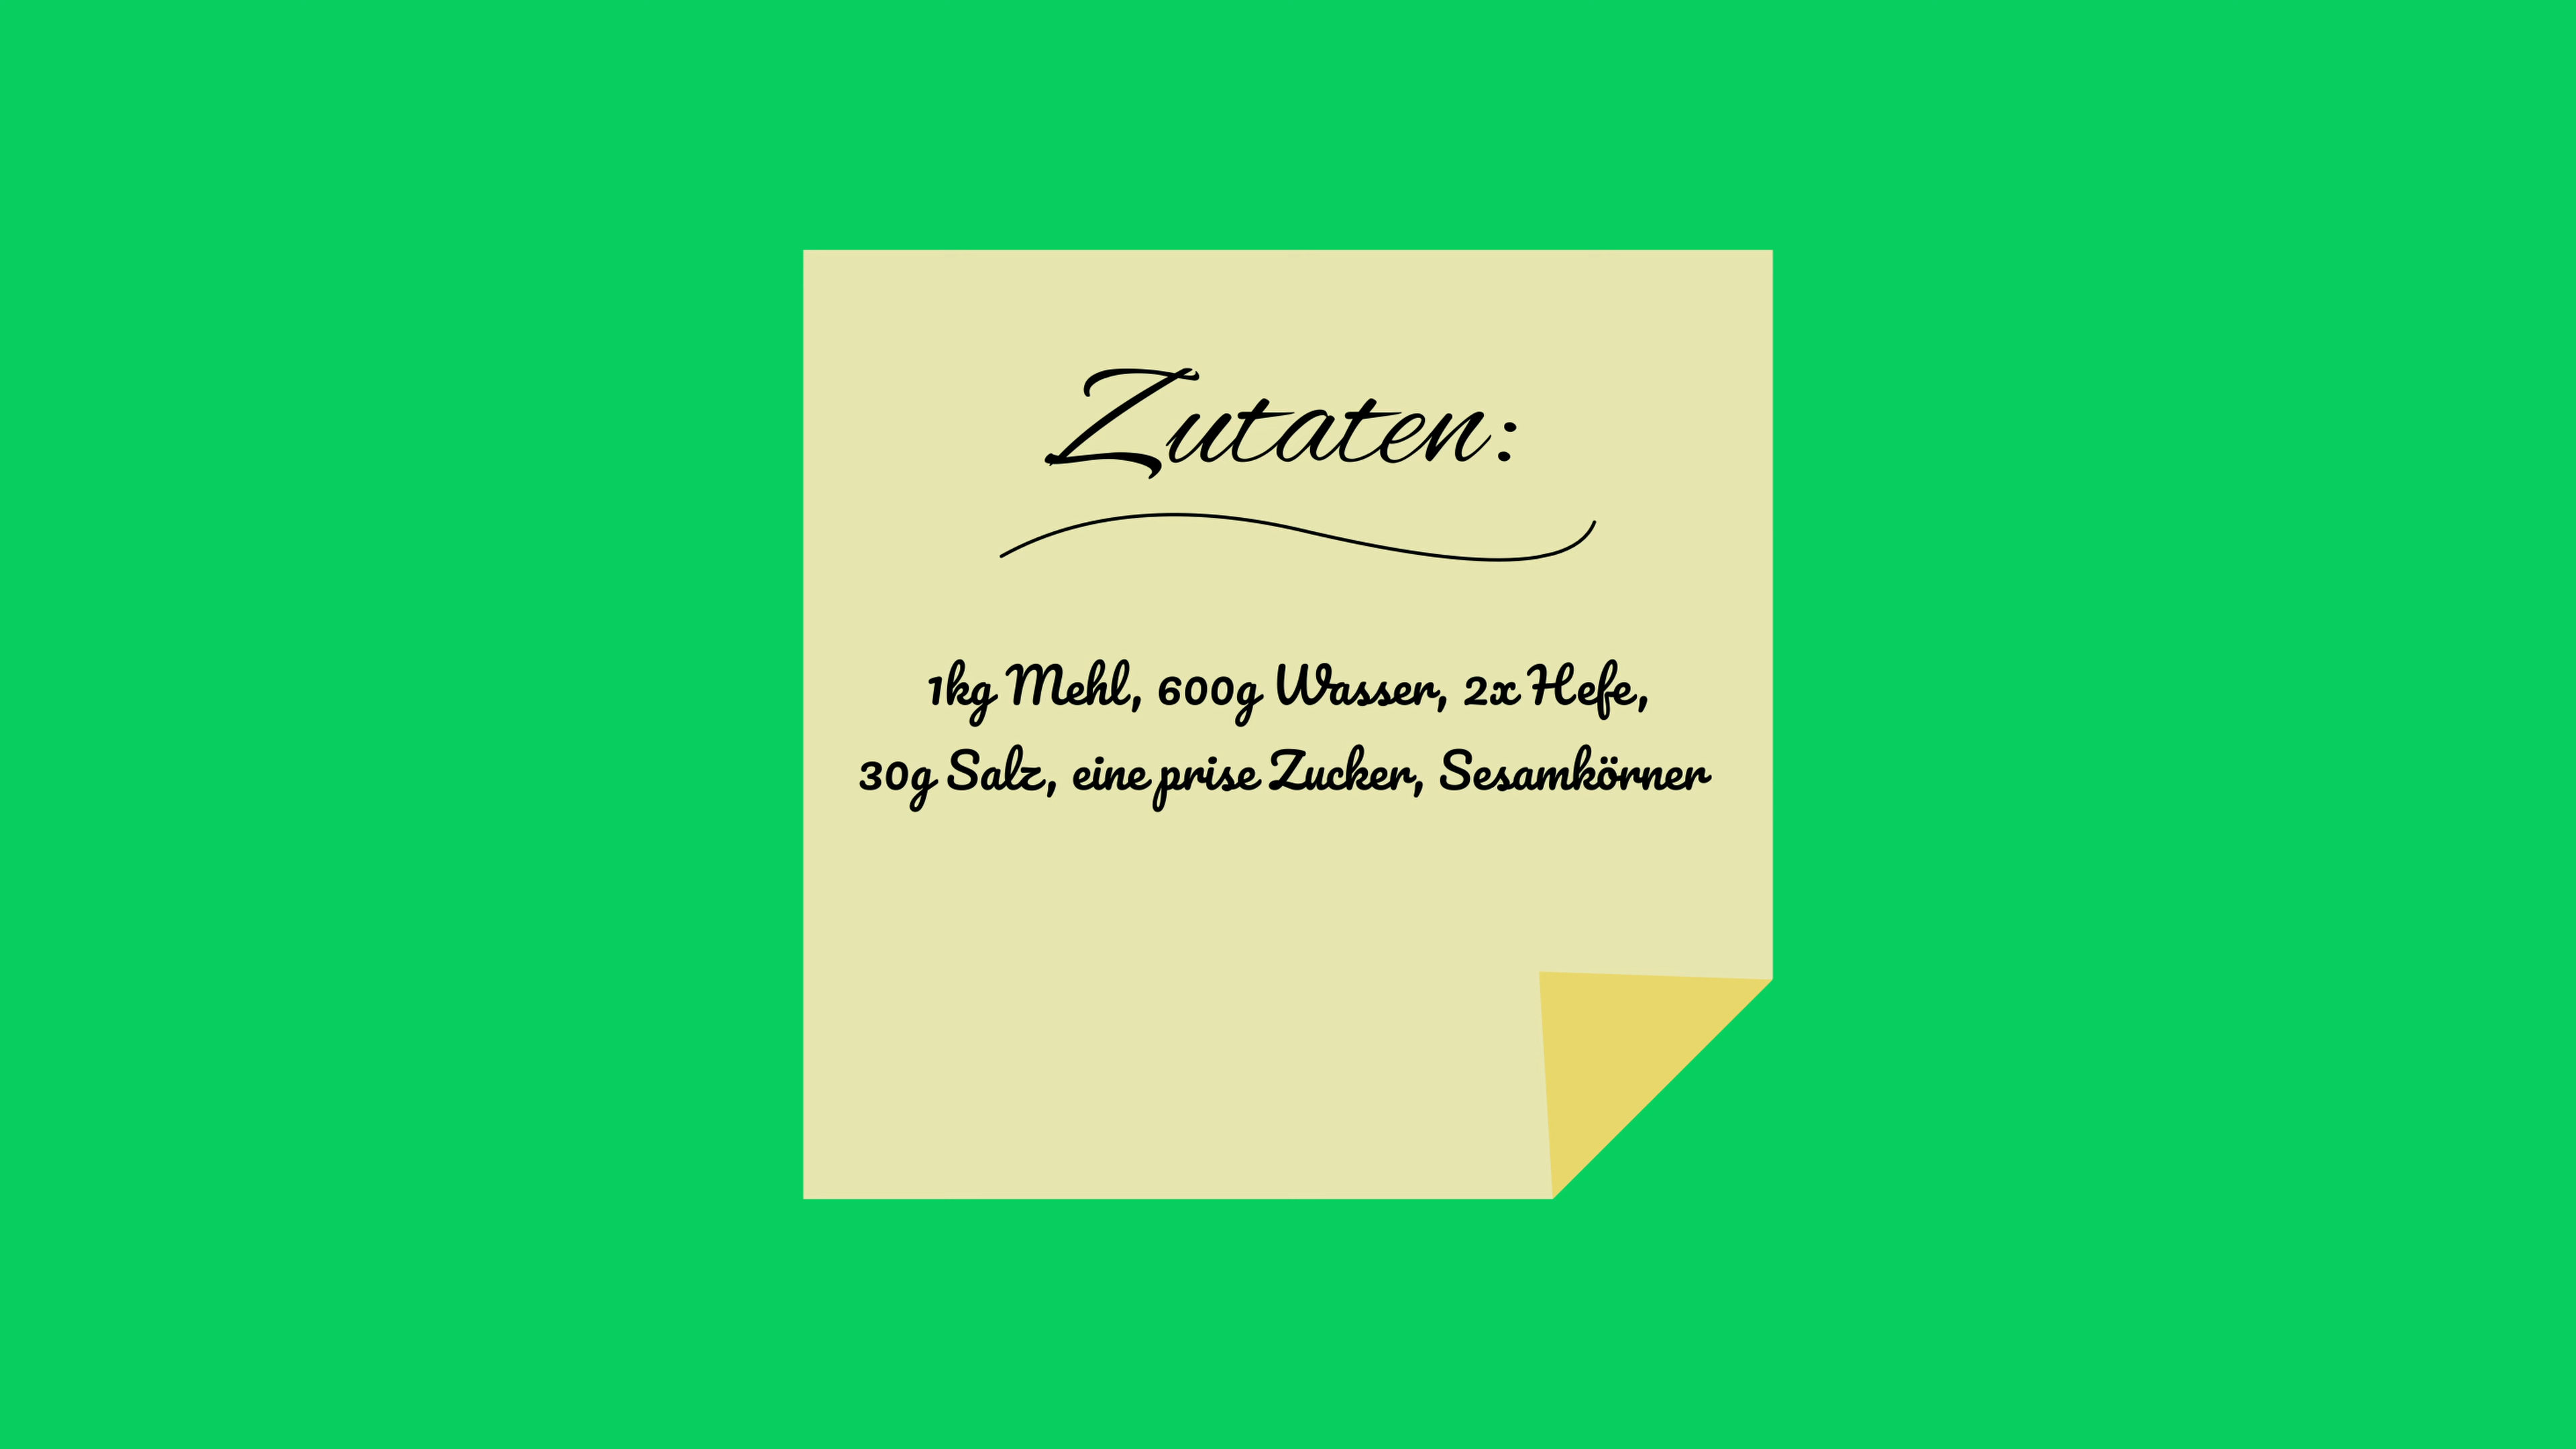 Zutaten:
1kg Mehl, 600g Wasser, 2x Hefe,
30g Salz, eine prise Zucker, Sesamkörner